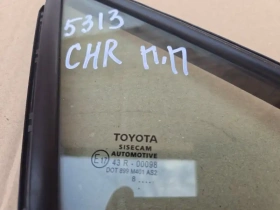 5313
CHR П.П
TOYOTA
SISECAM
AUTOMOTIVE
E 43 R - 00098
DOT 890 M401 AS2